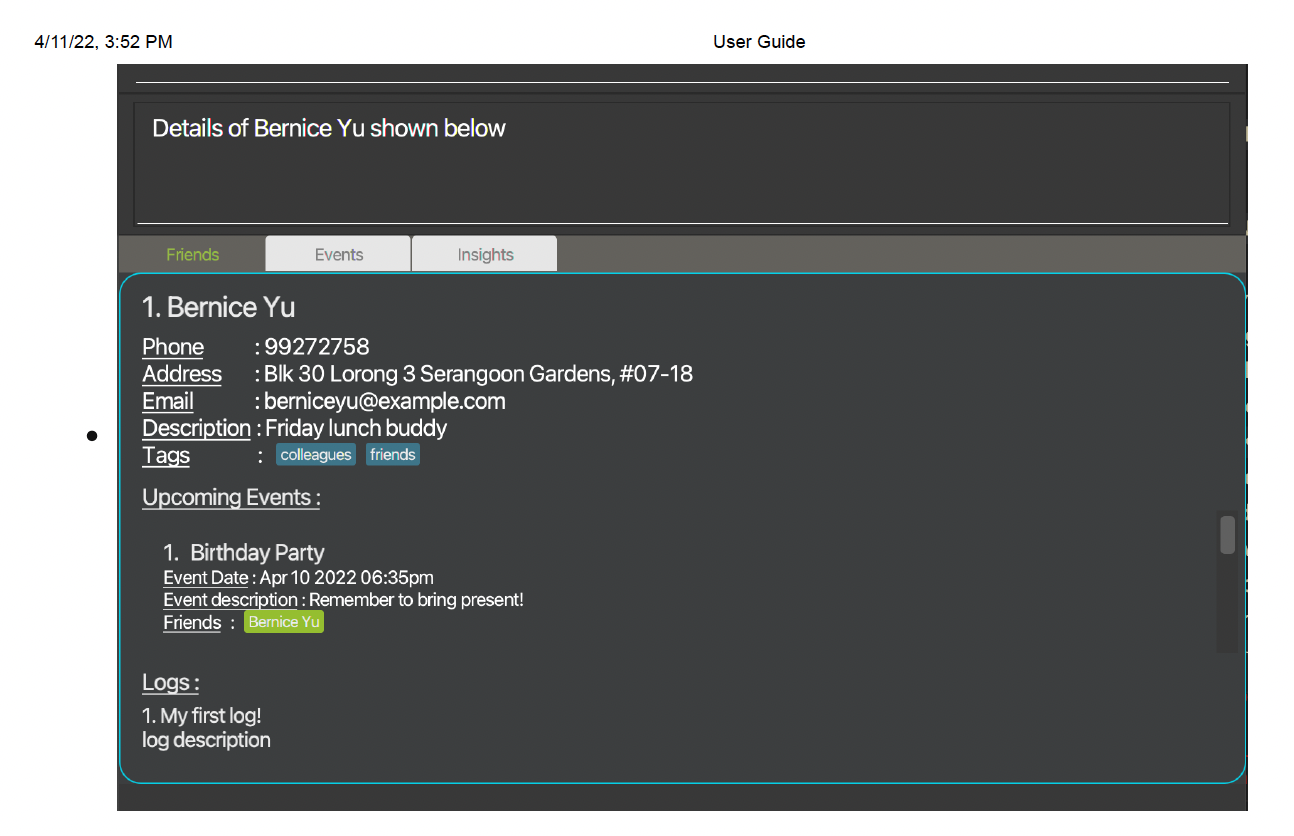 4/11/22, 3:52 PM User Guide
Details of Bernice Yu shown below
Friends Events Insights
1. Bernice Yu
Phone : 99272758
Address : Blk 30 Lorong 3 Serangoon Gardens, #07-18
Email : berniceyu@example.com
Description : Friday lunch buddy
Tags : colleagues friends
Upcoming Events :
1. Birthday Party
Event Date : Apr 10 2022 06:35pm
Event description : Remember to bring present!
Friends : Bernice Yu
Logs :
1. My first log!
log description